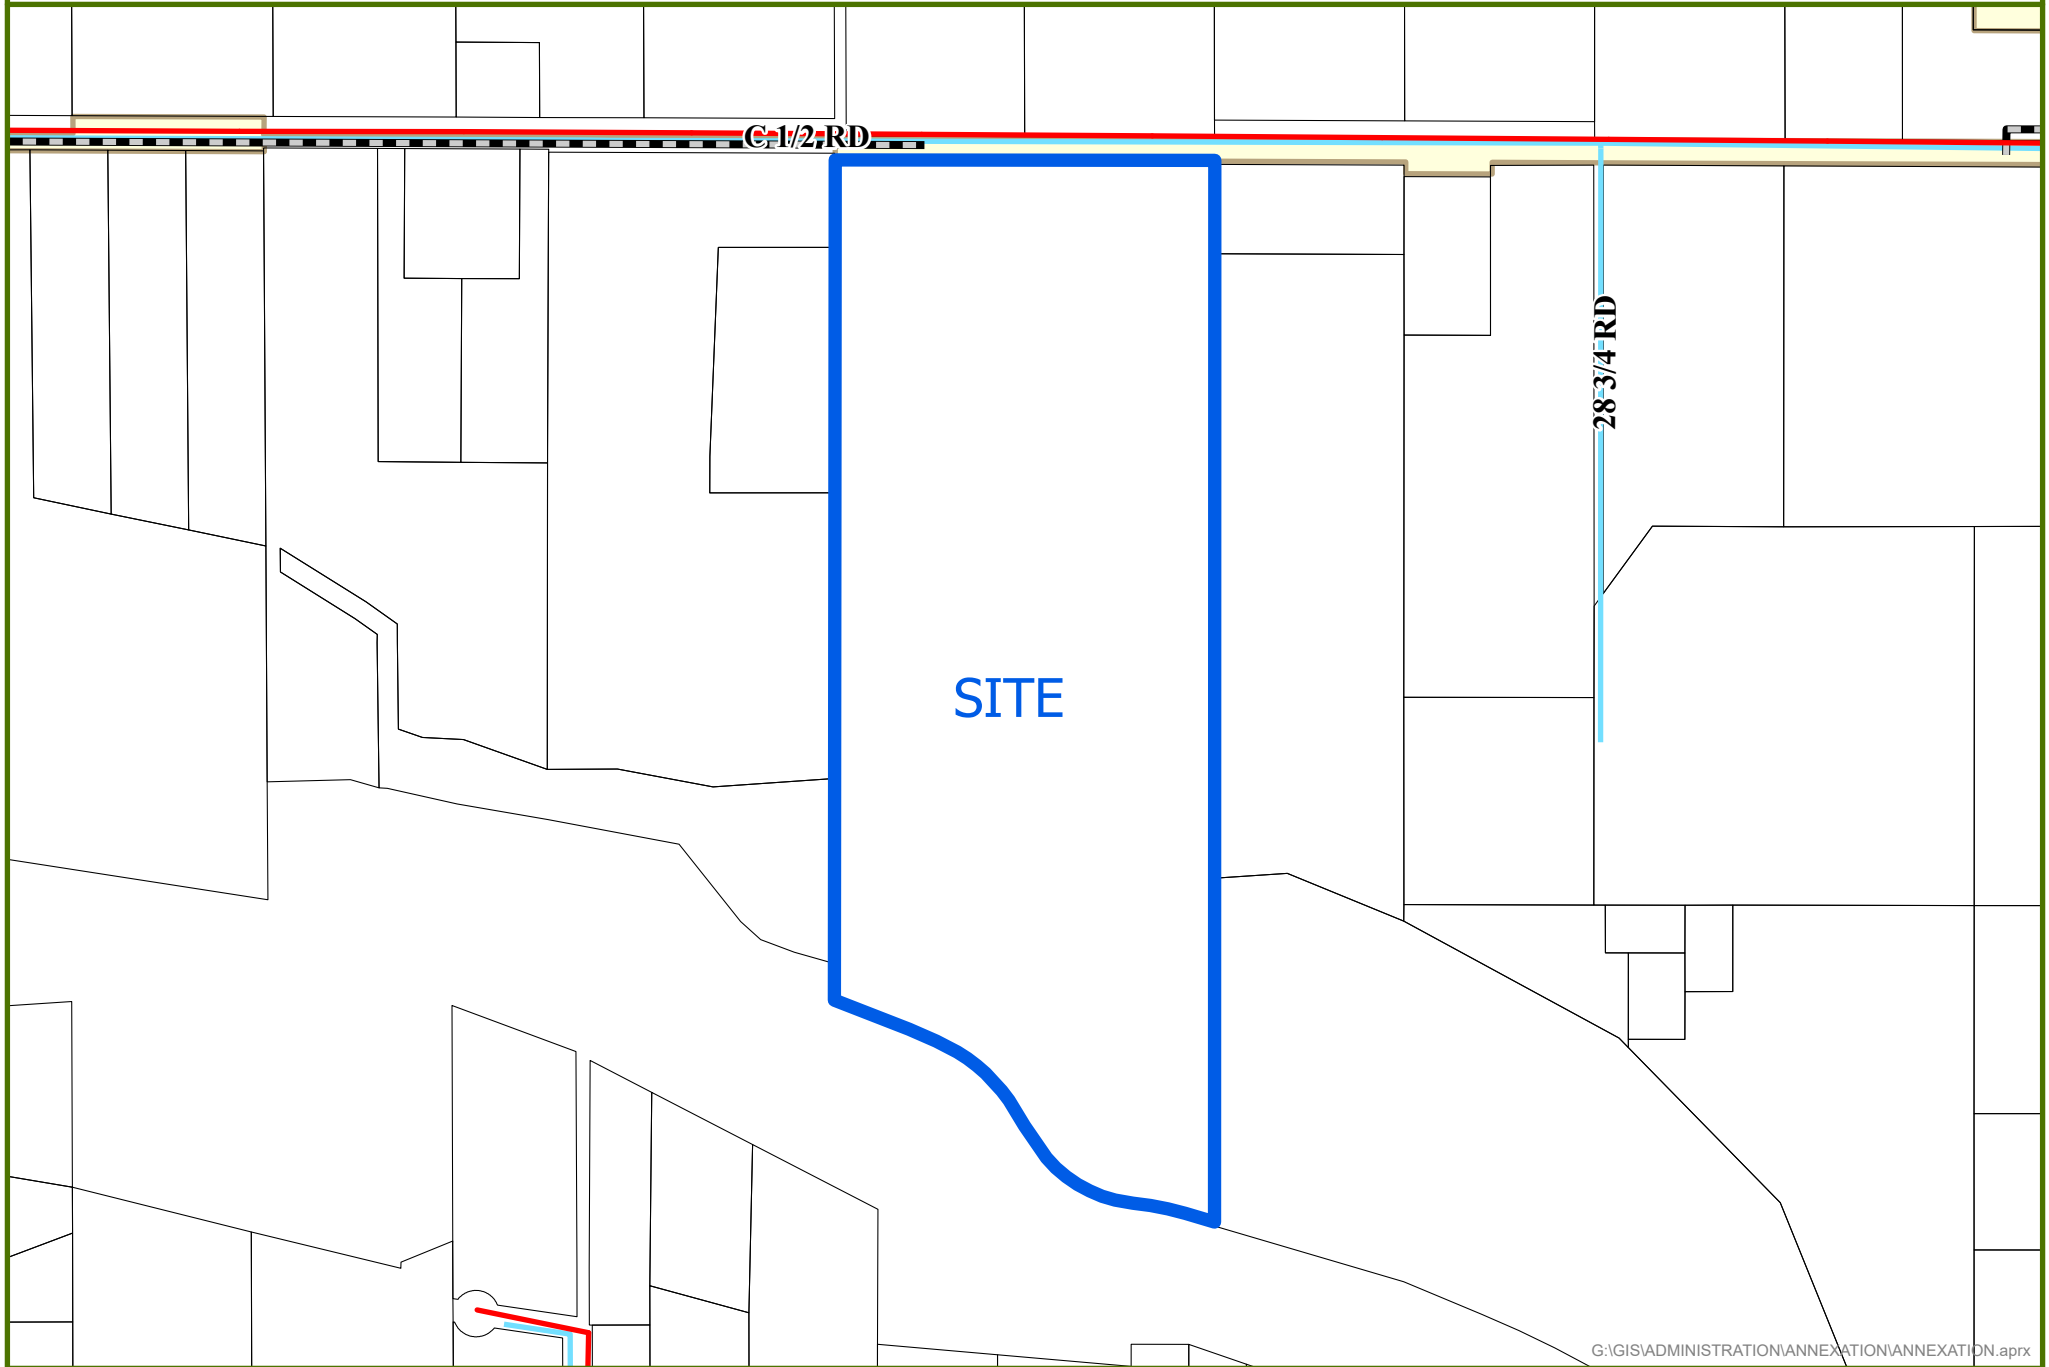 C 1/2 RD
28 3/4 RD
SITE
G:\GIS\ADMINISTRATION\ANNEXATION\ANNEXATION.aprx